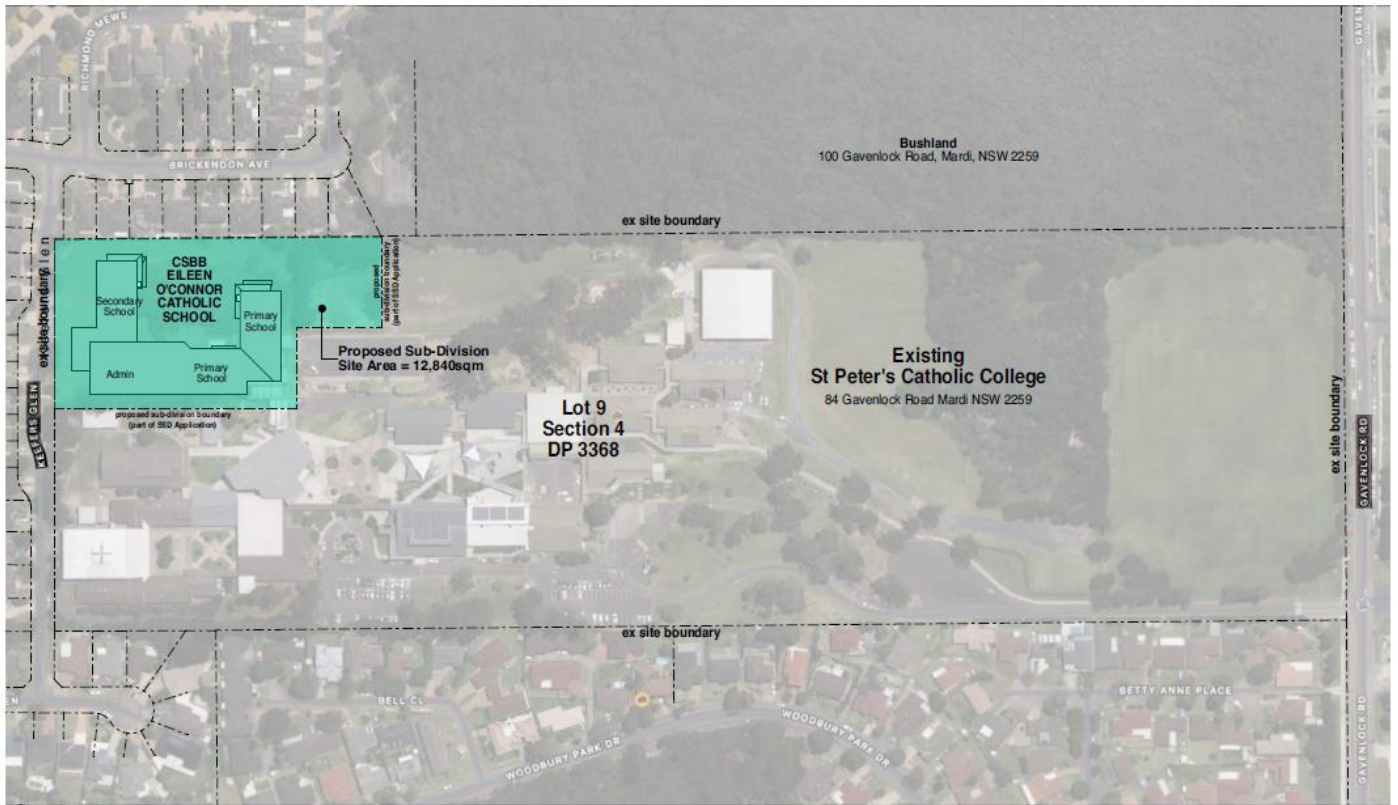 RICHMOND MEWS
GAVEN
BRICKENDON AVE
Bushland
100 Gavenlock Road, Mardi, NSW 2259
ex site boundary
ex site boundary
CSBB
EILEEN
O'CONNOR
CATHOLIC
SCHOOL
Secondary
School
Primary
School
Admin
Primary
School
proposed
sub-division boundary
(part of SSD Application)
Proposed Sub-Division
Site Area = 12,840sqm
proposed sub-division boundary
(part of SSD Application)
KEEFERS GLEN
Existing
St Peter's Catholic College
84 Gavenlock Road Mardi NSW 2259
Lot 9
Section 4
DP 3368
ex site boundary
GAVENLOCK RD
ex site boundary
EN
BELL CL
WOODBURY PARK DR
WOODBURY PARK DR
BETTY ANNE PLACE
GAVENLOCK RD